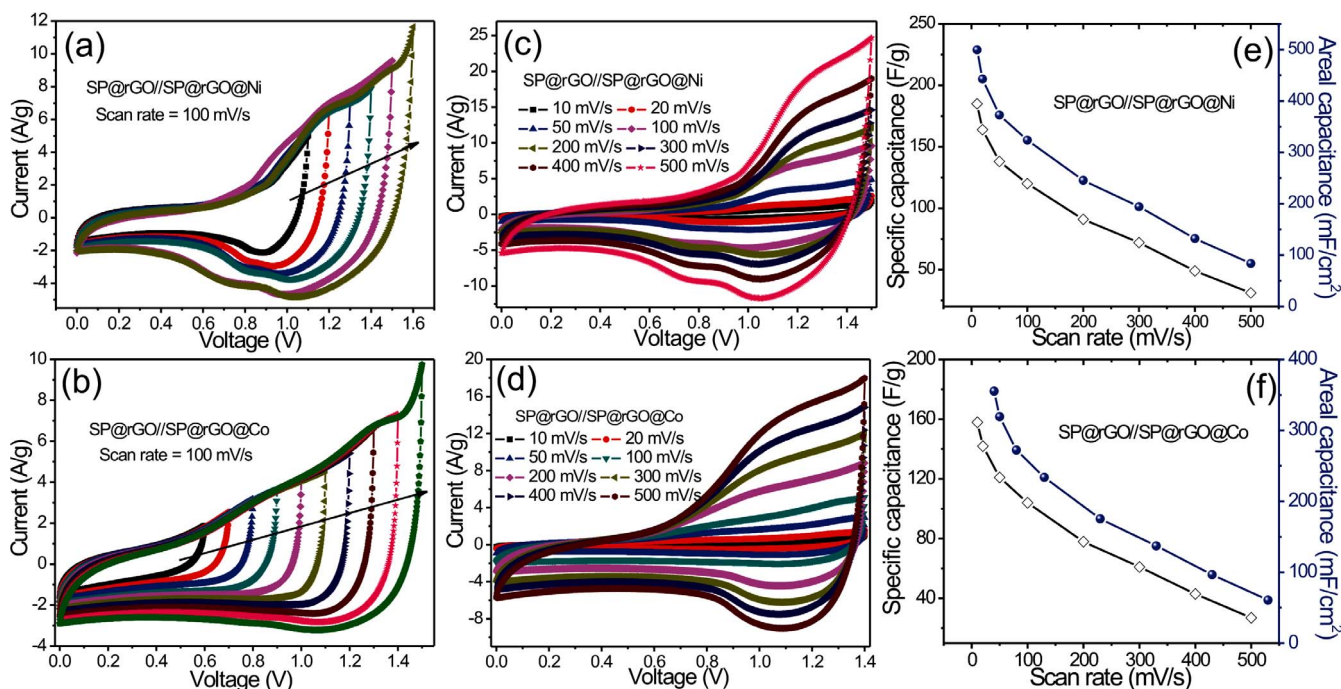 (a)
SP@rGO//SP@rGO@Ni
Scan rate = 100 mV/s
Current (A/g)
12
10
8
6
4
2
0
-2
-4
0.0 0.2 0.4 0.6 0.8 1.0 1.2 1.4 1.6
Voltage (V)
(c)
SP@rGO//SP@rGO@Ni
10 mV/s 20 mV/s
50 mV/s 100 mV/s
200 mV/s 300 mV/s
400 mV/s 500 mV/s
Current (A/g)
25
20
15
10
5
0
-5
-10
0.0 0.2 0.4 0.6 0.8 1.0 1.2 1.4
Voltage (V)
(e)
SP@rGO//SP@rGO@Ni
Specific capacitance (F/g)
250
200
150
100
50
Areal capacitance (mF/cm2)
500
400
300
200
100
0
0 100 200 300 400 500
Scan rate (mV/s)
(b)
SP@rGO//SP@rGO@Co
Scan rate = 100 mV/s
Current (A/g)
10
8
6
4
2
0
-2
-4
0.0 0.2 0.4 0.6 0.8 1.0 1.2 1.4
Voltage (V)
(d)
SP@rGO//SP@rGO@Co
10 mV/s 20 mV/s
50 mV/s 100 mV/s
200 mV/s 300 mV/s
400 mV/s 500 mV/s
Current (A/g)
20
16
12
8
4
0
-4
-8
0.0 0.2 0.4 0.6 0.8 1.0 1.2 1.4
Voltage (V)
(f)
SP@rGO//SP@rGO@Co
Specific capacitance (F/g)
200
160
120
80
40
Areal capacitance (mF/cm2)
400
300
200
100
0
0 100 200 300 400 500
Scan rate (mV/s)